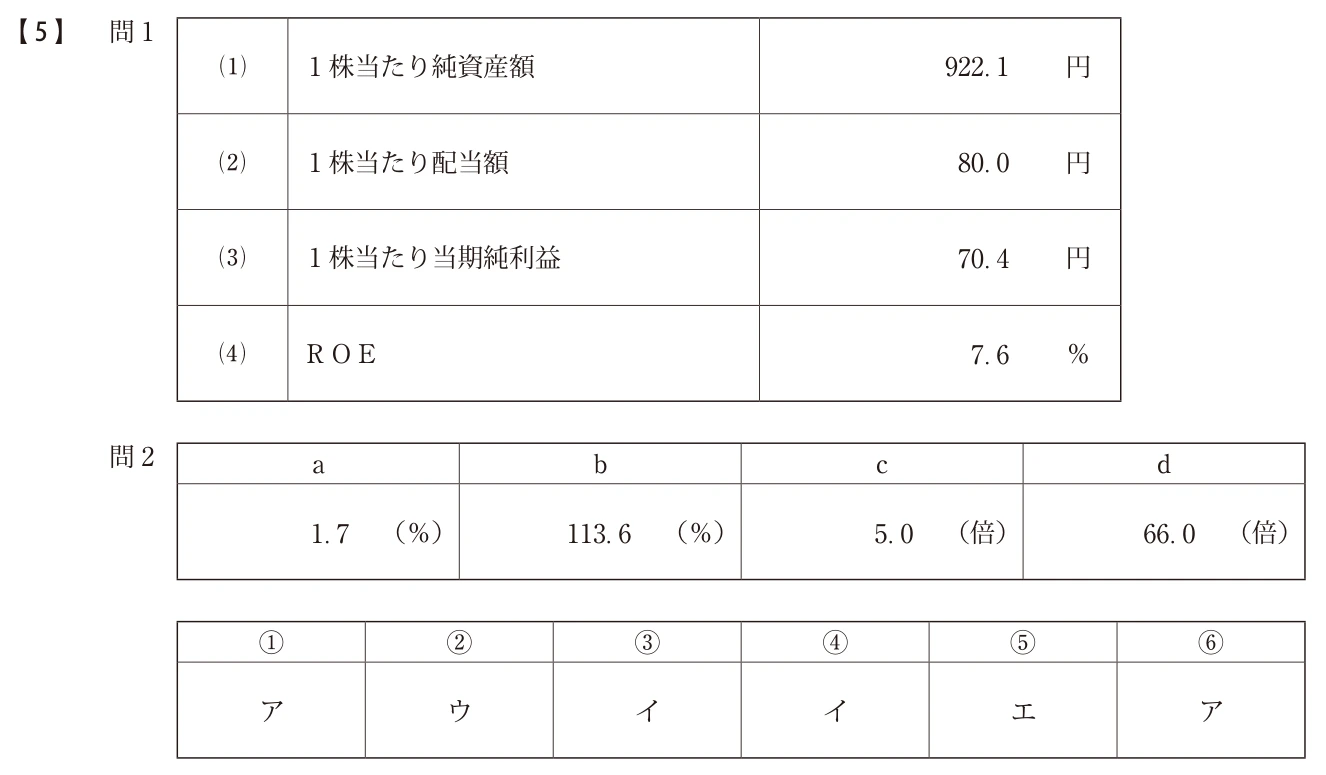 【5】 問1
(1) 1株当たり純資産額 922.1 円
(2) 1株当たり配当額 80.0 円
(3) 1株当たり当期純利益 70.4 円
(4) ROE 7.6 %
問2
a b c d
1.7 (%) 113.6 (%) 5.0 (倍) 66.0 (倍)
① ② ③ ④ ⑤ ⑥
ア ウ イ イ エ ア